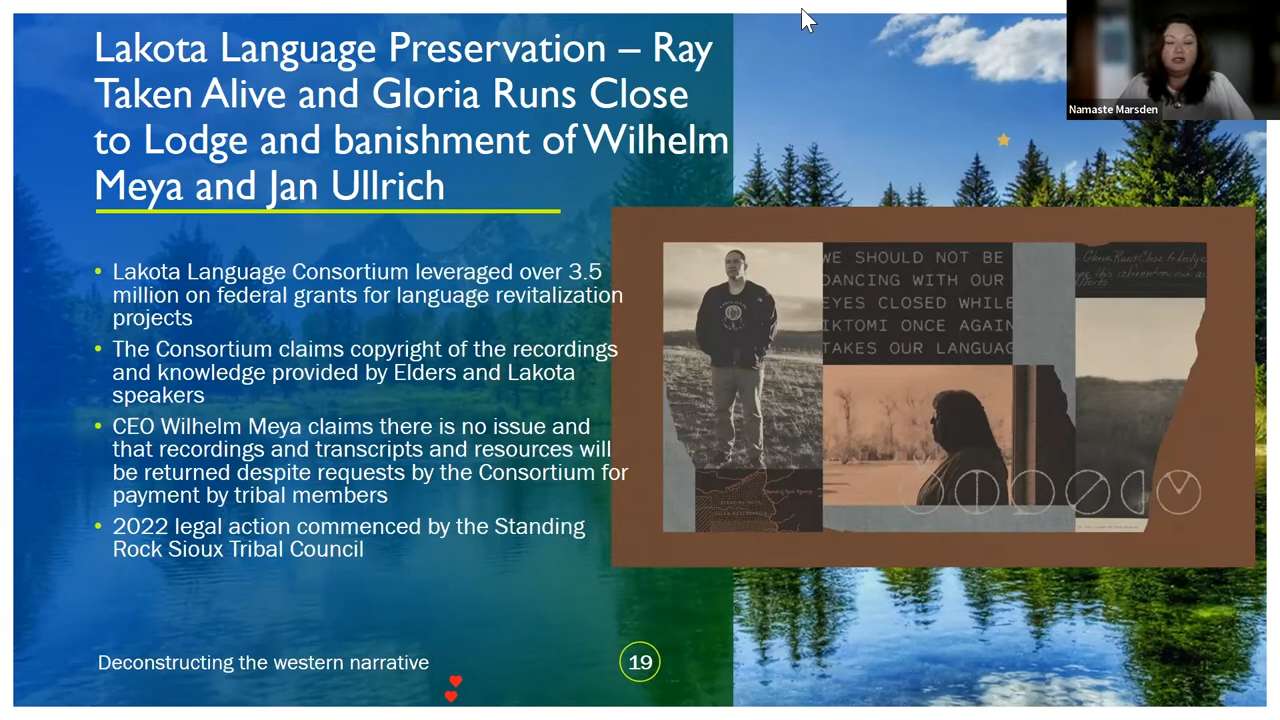 Lakota Language Preservation – Ray
Taken Alive and Gloria Runs Close
to Lodge and banishment of Wilhelm
Meya and Jan Ullrich
Namaste Marsden
• Lakota Language Consortium leveraged over 3.5
million on federal grants for language revitalization
projects
• The Consortium claims copyright of the recordings
and knowledge provided by Elders and Lakota
speakers
• CEO Wilhelm Meya claims there is no issue and
that recordings and transcripts and resources will
be returned despite requests by the Consortium for
payment by tribal members
• 2022 legal action commenced by the Standing
Rock Sioux Tribal Council
WE SHOULD NOT BE
DANCING WITH OUR
EYES CLOSED WHILE
IKTOMI ONCE AGAIN
TAKES OUR LANGUAG
Gloria Runs Close to Lodge
Deconstructing the western narrative
19